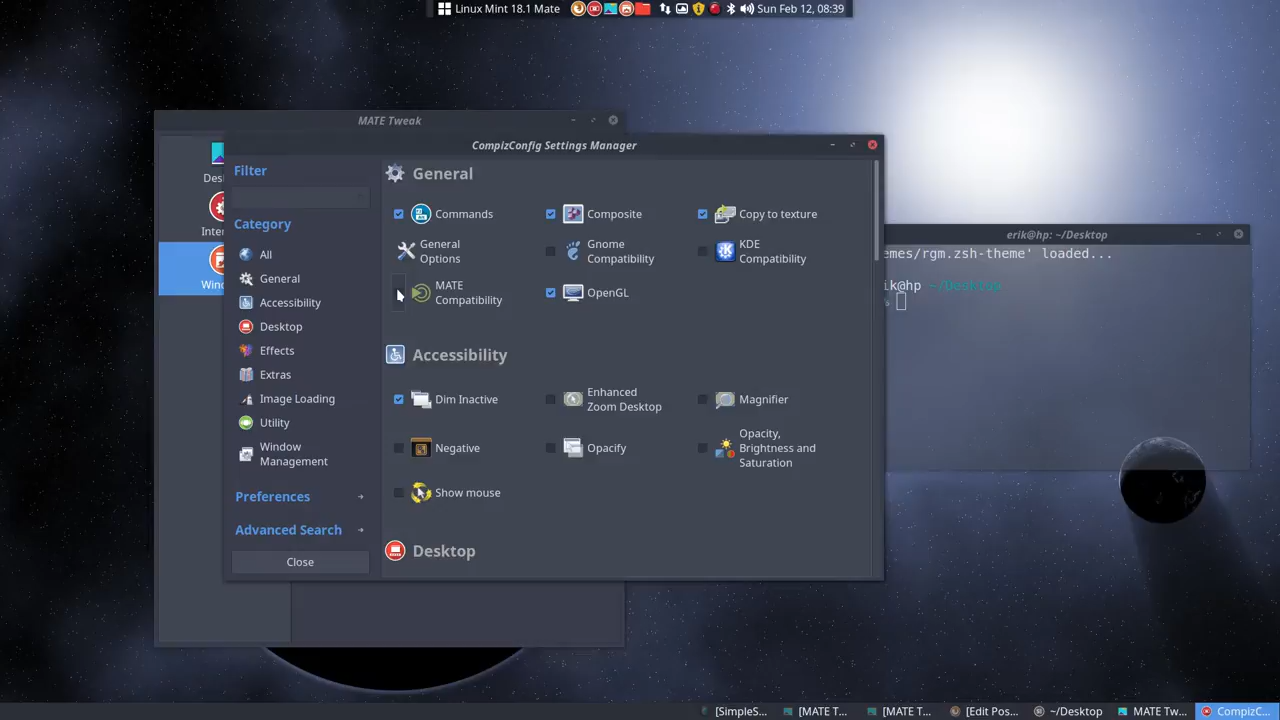 Linux Mint 18.1 Mate
Sun Feb 12, 08:39
MATE Tweak
CompizConfig Settings Manager
erik@hp: ~/Desktop
Filter
Category
All
General
Accessibility
Desktop
Effects
Extras
Image Loading
Utility
Window
Management
Preferences
Advanced Search
Close
General
Commands
Composite
Copy to texture
General
Options
Gnome
Compatibility
KDE
Compatibility
MATE
Compatibility
OpenGL
Accessibility
Dim Inactive
Enhanced
Zoom Desktop
Magnifier
Negative
Opacify
Opacity,
Brightness and
Saturation
Show mouse
Desktop
Des
Inter
Winc
emes/rgm.zsh-theme' loaded...
ik@hp ~/Desktop
[SimpleS...
[MATE T...
[MATE T...
[Edit Pos...
~/Desktop
MATE Tw...
CompizC...